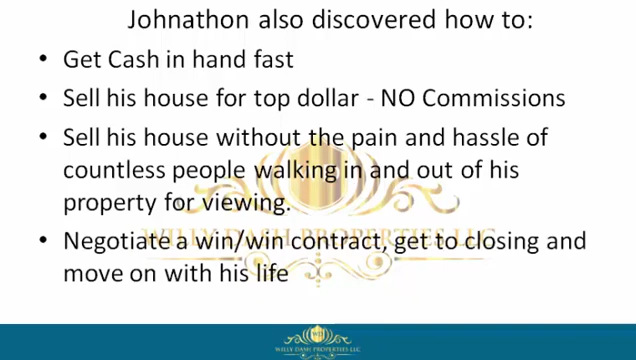 Johnathon also discovered how to:
• Get Cash in hand fast
• Sell his house for top dollar - NO Commissions
• Sell his house without the pain and hassle of
countless people walking in and out of his
property for viewing.
WILLY DASH PROPERTIES LLC
• Negotiate a win/win contract, get to closing and
move on with his life
WILLY DASH PROPERTIES LLC